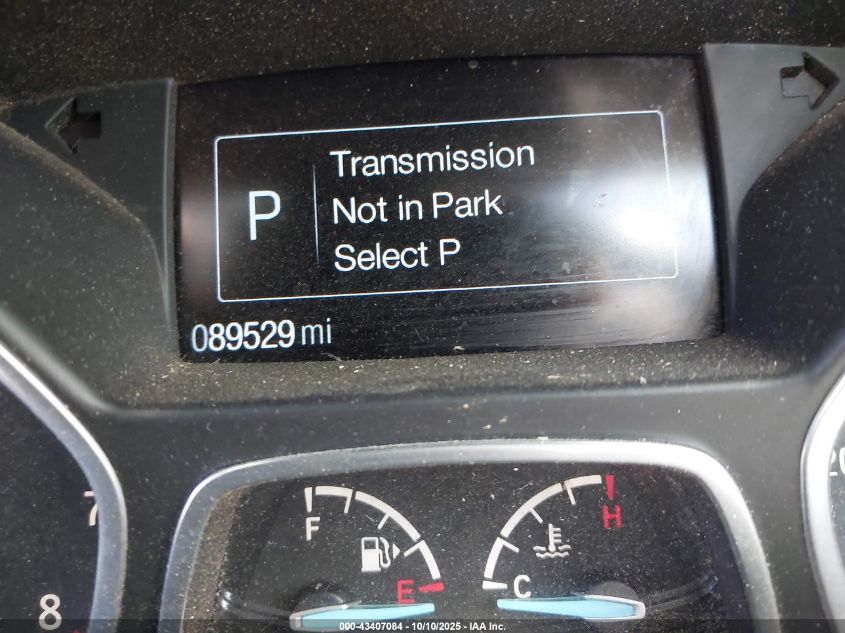 Transmission
P
Not in Park
Select P
089529 mi
F
H
7
E
C
8
000-43407084 - 10/10/2025 - IAA Inc.